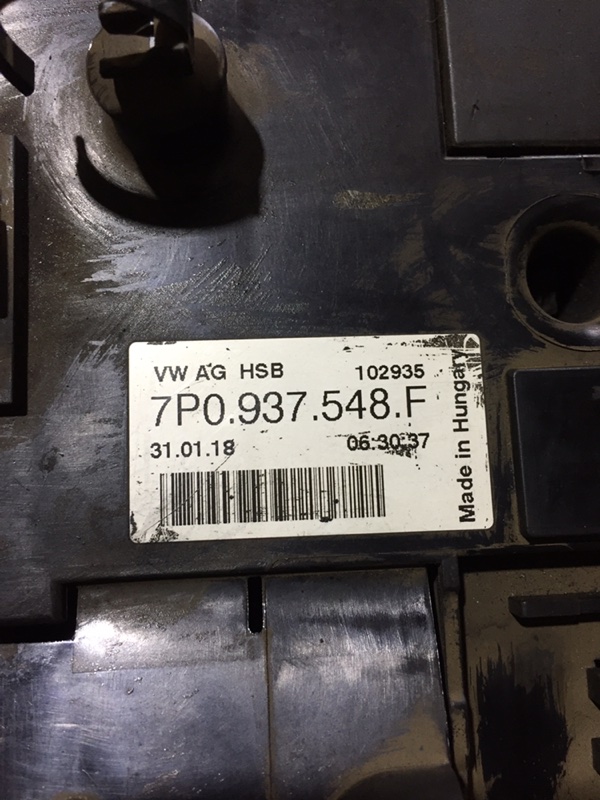 VW AG HSB 102935
7P0.937.548.F
31.01.18 06:30:37
Made in Hungary